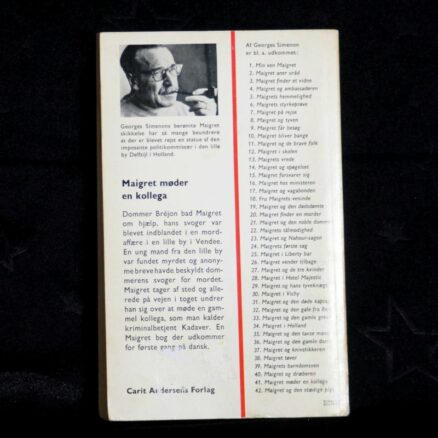 Georges Simenons berømte Maigret
skikkelse har så mange beundrere
at der er blevet rejst en statue af den
imposante politikommissær i den lille
by Delfzijl i Holland.
Maigret møder
en kollega
Dommer Bréjon bad Maigret
om hjælp, hans svoger var
blevet indblandet i en mord-
affære i en lille by i Vendee.
En ung mand fra den lille by
var fundet myrdet og anony-
me breve havde beskyldt dom-
merens svoger for mordet.
Maigret tager af sted og alle-
rede på vejen i toget undrer
han sig over at møde en gam-
mel kollega, som man kalder
kriminalbetjent Kadaver. En
Maigret bog der udkommer
for første gang på dansk.
Carit Andersens Forlag
Af Georges Simenon
er bl. a. udkommet:
1. Min ven Maigret
2. Maigret aner uråd
3. Maigret finder et vidne
4. Maigret og ambassaderen
5. Maigrets hemmelighed
6. Maigrets styrkeprøve
7. Maigret på rejse
8. Maigret og tyven
9. Maigret får besøg
10. Maigret bliver bange
11. Maigret og de brave folk
12. Maigret i skolen
13. Maigrets vrede
14. Maigret og spøgelset
15. Maigret forsvarer sig
16. Maigret hos ministeren
17. Maigret og vagabonden
18. Fru Maigrets veninde
19. Maigret og den dødsdømte
20. Maigret finder en morder
21. Maigret og den noble
22. Maigrets tålmodighed
23. Maigret og Nahour-sagen
24. Maigrets første sag
25. Maigret i Liberty bar
26. Maigret vender tilbage
27. Maigret og de tre kvinder
28. Maigret i Hotel Majestic
29. Maigret og hans
30. Maigret i Vichy
31. Maigret og den døde
32. Maigret og den gale fra
33. Maigret og den gamle
34. Maigret i Holland
35. Maigret og den tavse
36. Maigret og den gamle
37. Maigret og knivstikkeren
38. Maigret tøver
39. Maigrets barndomsven
40. Maigret og dræberen
41. Maigret møder en kollega
42. Maigret og den stædige